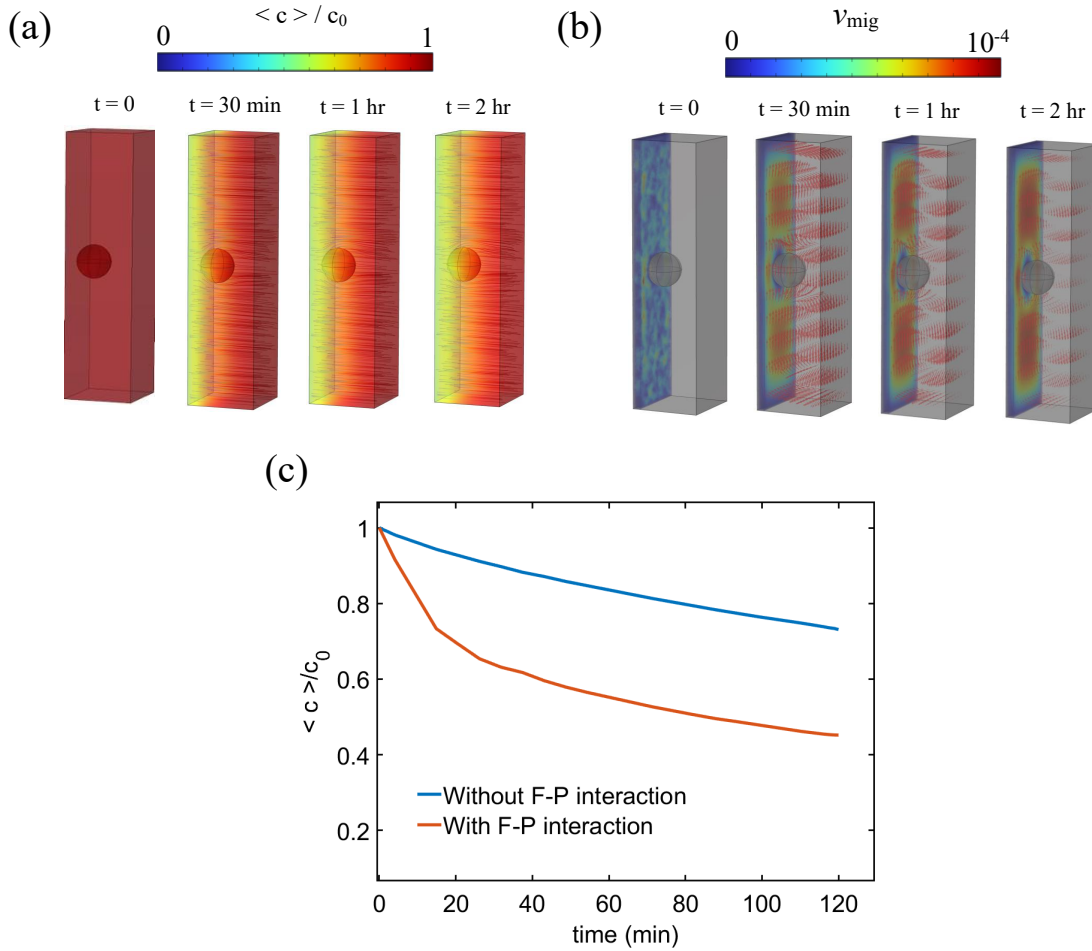 (a)
< c > / c0
0 1
t = 0 t = 30 min t = 1 hr t = 2 hr
(b)
vmig
0 10-4
t = 0 t = 30 min t = 1 hr t = 2 hr
(c)
1
0.8
0.6
0.4
0.2
< c >/c0
Without F-P interaction
With F-P interaction
0 20 40 60 80 100 120
time (min)